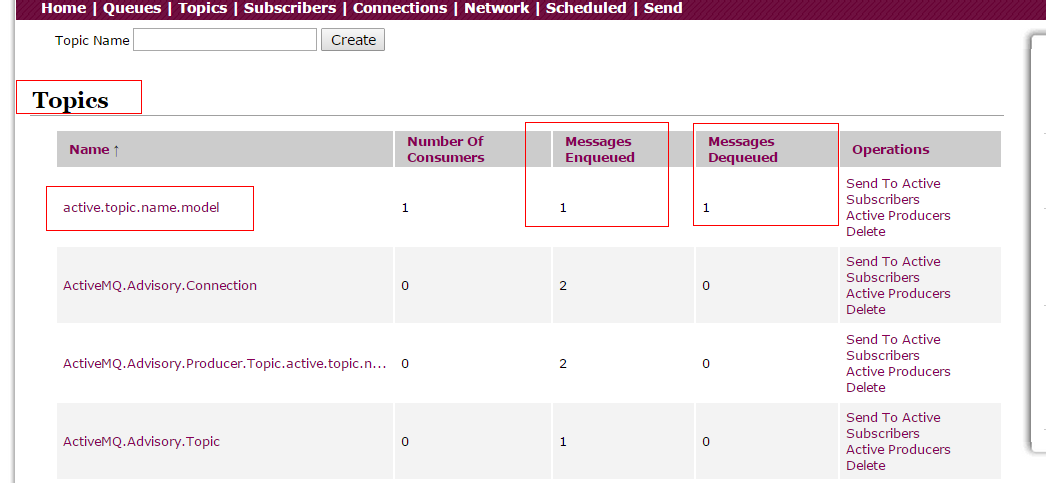 Home | Queues | Topics | Subscribers | Connections | Network | Scheduled | Send
Topic Name Create
Topics
Name ↑ Number Of Consumers Messages Enqueued Messages Dequeued Operations
active.topic.name.model 1 1 1 Send To Active Subscribers
Active Producers
Delete
ActiveMQ.Advisory.Connection 0 2 0 Send To Active Subscribers
Active Producers
Delete
ActiveMQ.Advisory.Producer.Topic.active.topic.n... 0 2 0 Send To Active Subscribers
Active Producers
Delete
ActiveMQ.Advisory.Topic 0 1 0 Send To Active Subscribers
Active Producers
Delete